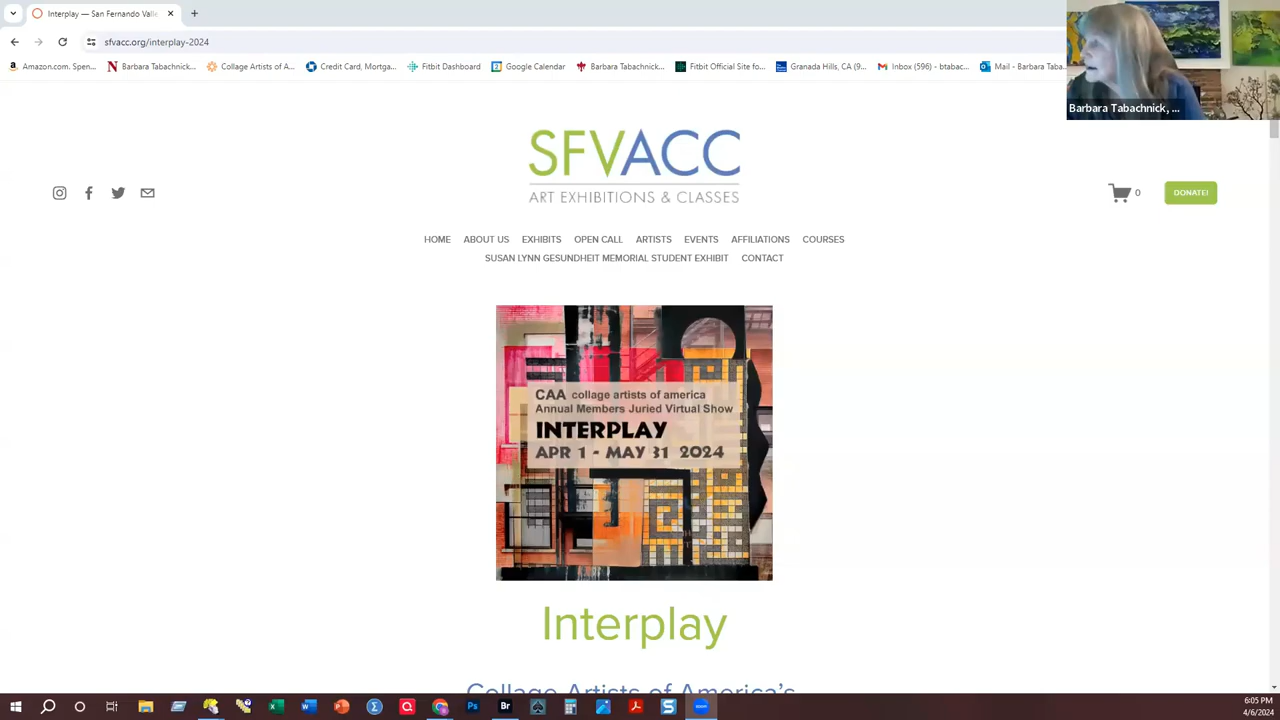 Interplay — San Fernando Valle
sfvacc.org/interplay-2024
Amazon.com. Spen...
Barbara Tabachnick...
Collage Artists of A...
Credit Card, Mortga...
Fitbit Dashboard
Google Calendar
Barbara Tabachnick...
Fitbit Official Site fo...
Granada Hills, CA (9...
Inbox (596) - btabac...
Mail - Barbara Taba...
Barbara Tabachnick, ...
SFVACC
ART EXHIBITIONS & CLASSES
0
DONATE!
HOME ABOUT US EXHIBITS OPEN CALL ARTISTS EVENTS AFFILIATIONS COURSES
SUSAN LYNN GESUNDHEIT MEMORIAL STUDENT EXHIBIT CONTACT
CAA collage artists of america
Annual Members Juried Virtual Show
INTERPLAY
APR 1 - MAY 31 2024
Interplay
Collage Artists of America's
6:05 PM
4/6/2024